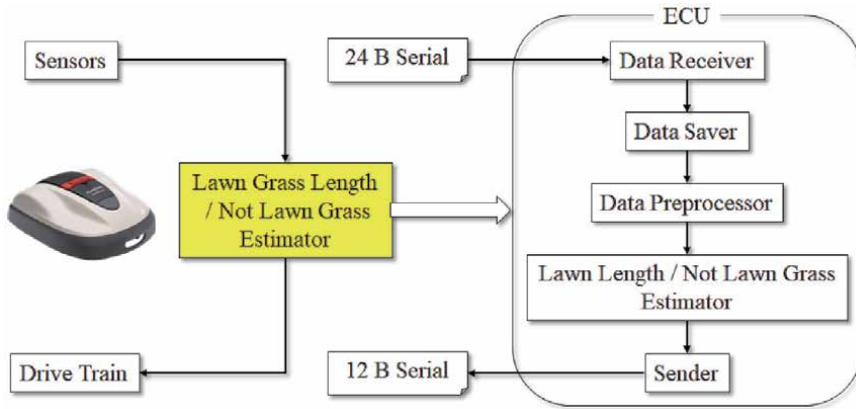 ECU
Sensors
24 B Serial
Data Receiver
Data Saver
Lawn Grass Length
/ Not Lawn Grass
Estimator
Data Preprocessor
Lawn Length / Not Lawn Grass
Estimator
Drive Train
12 B Serial
Sender